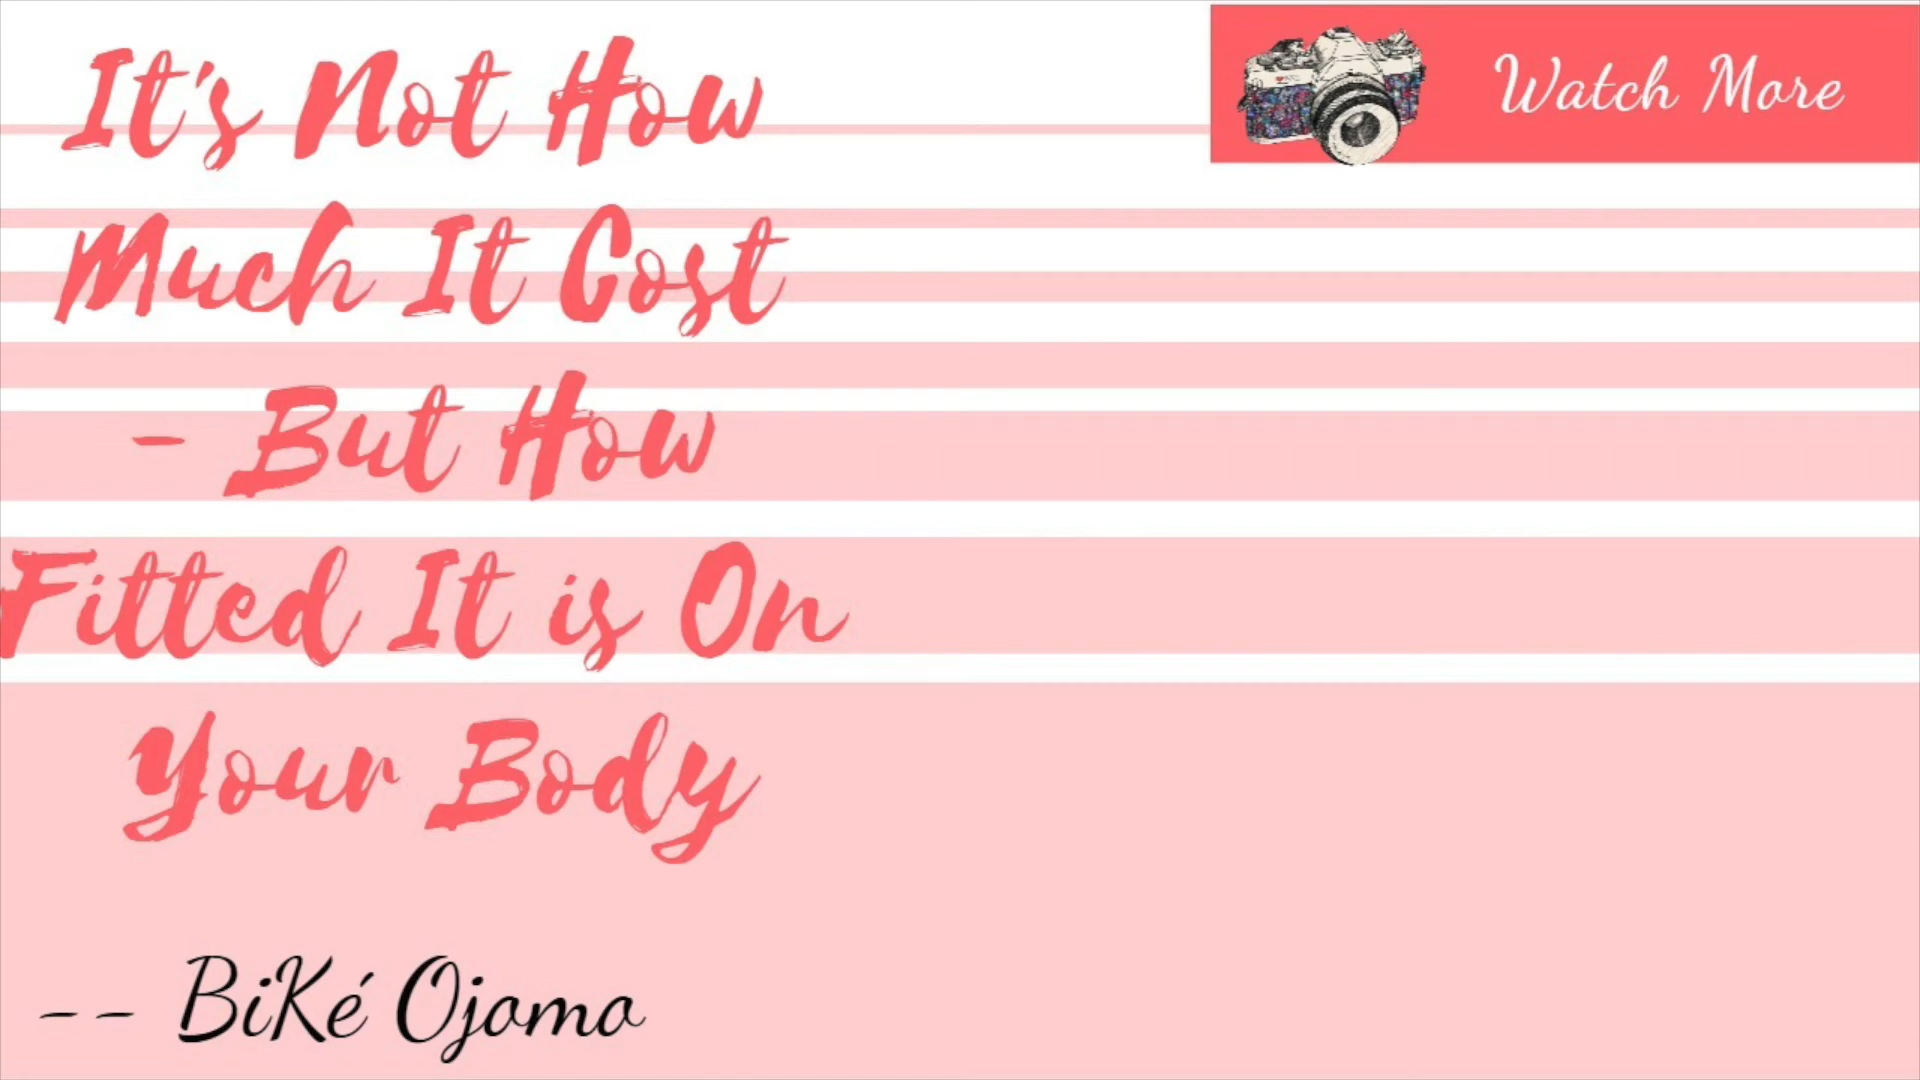 It's Not How
Much It Cost
- But How
Fitted It is On
Your Body
-- BiKé Ojomo
Watch More